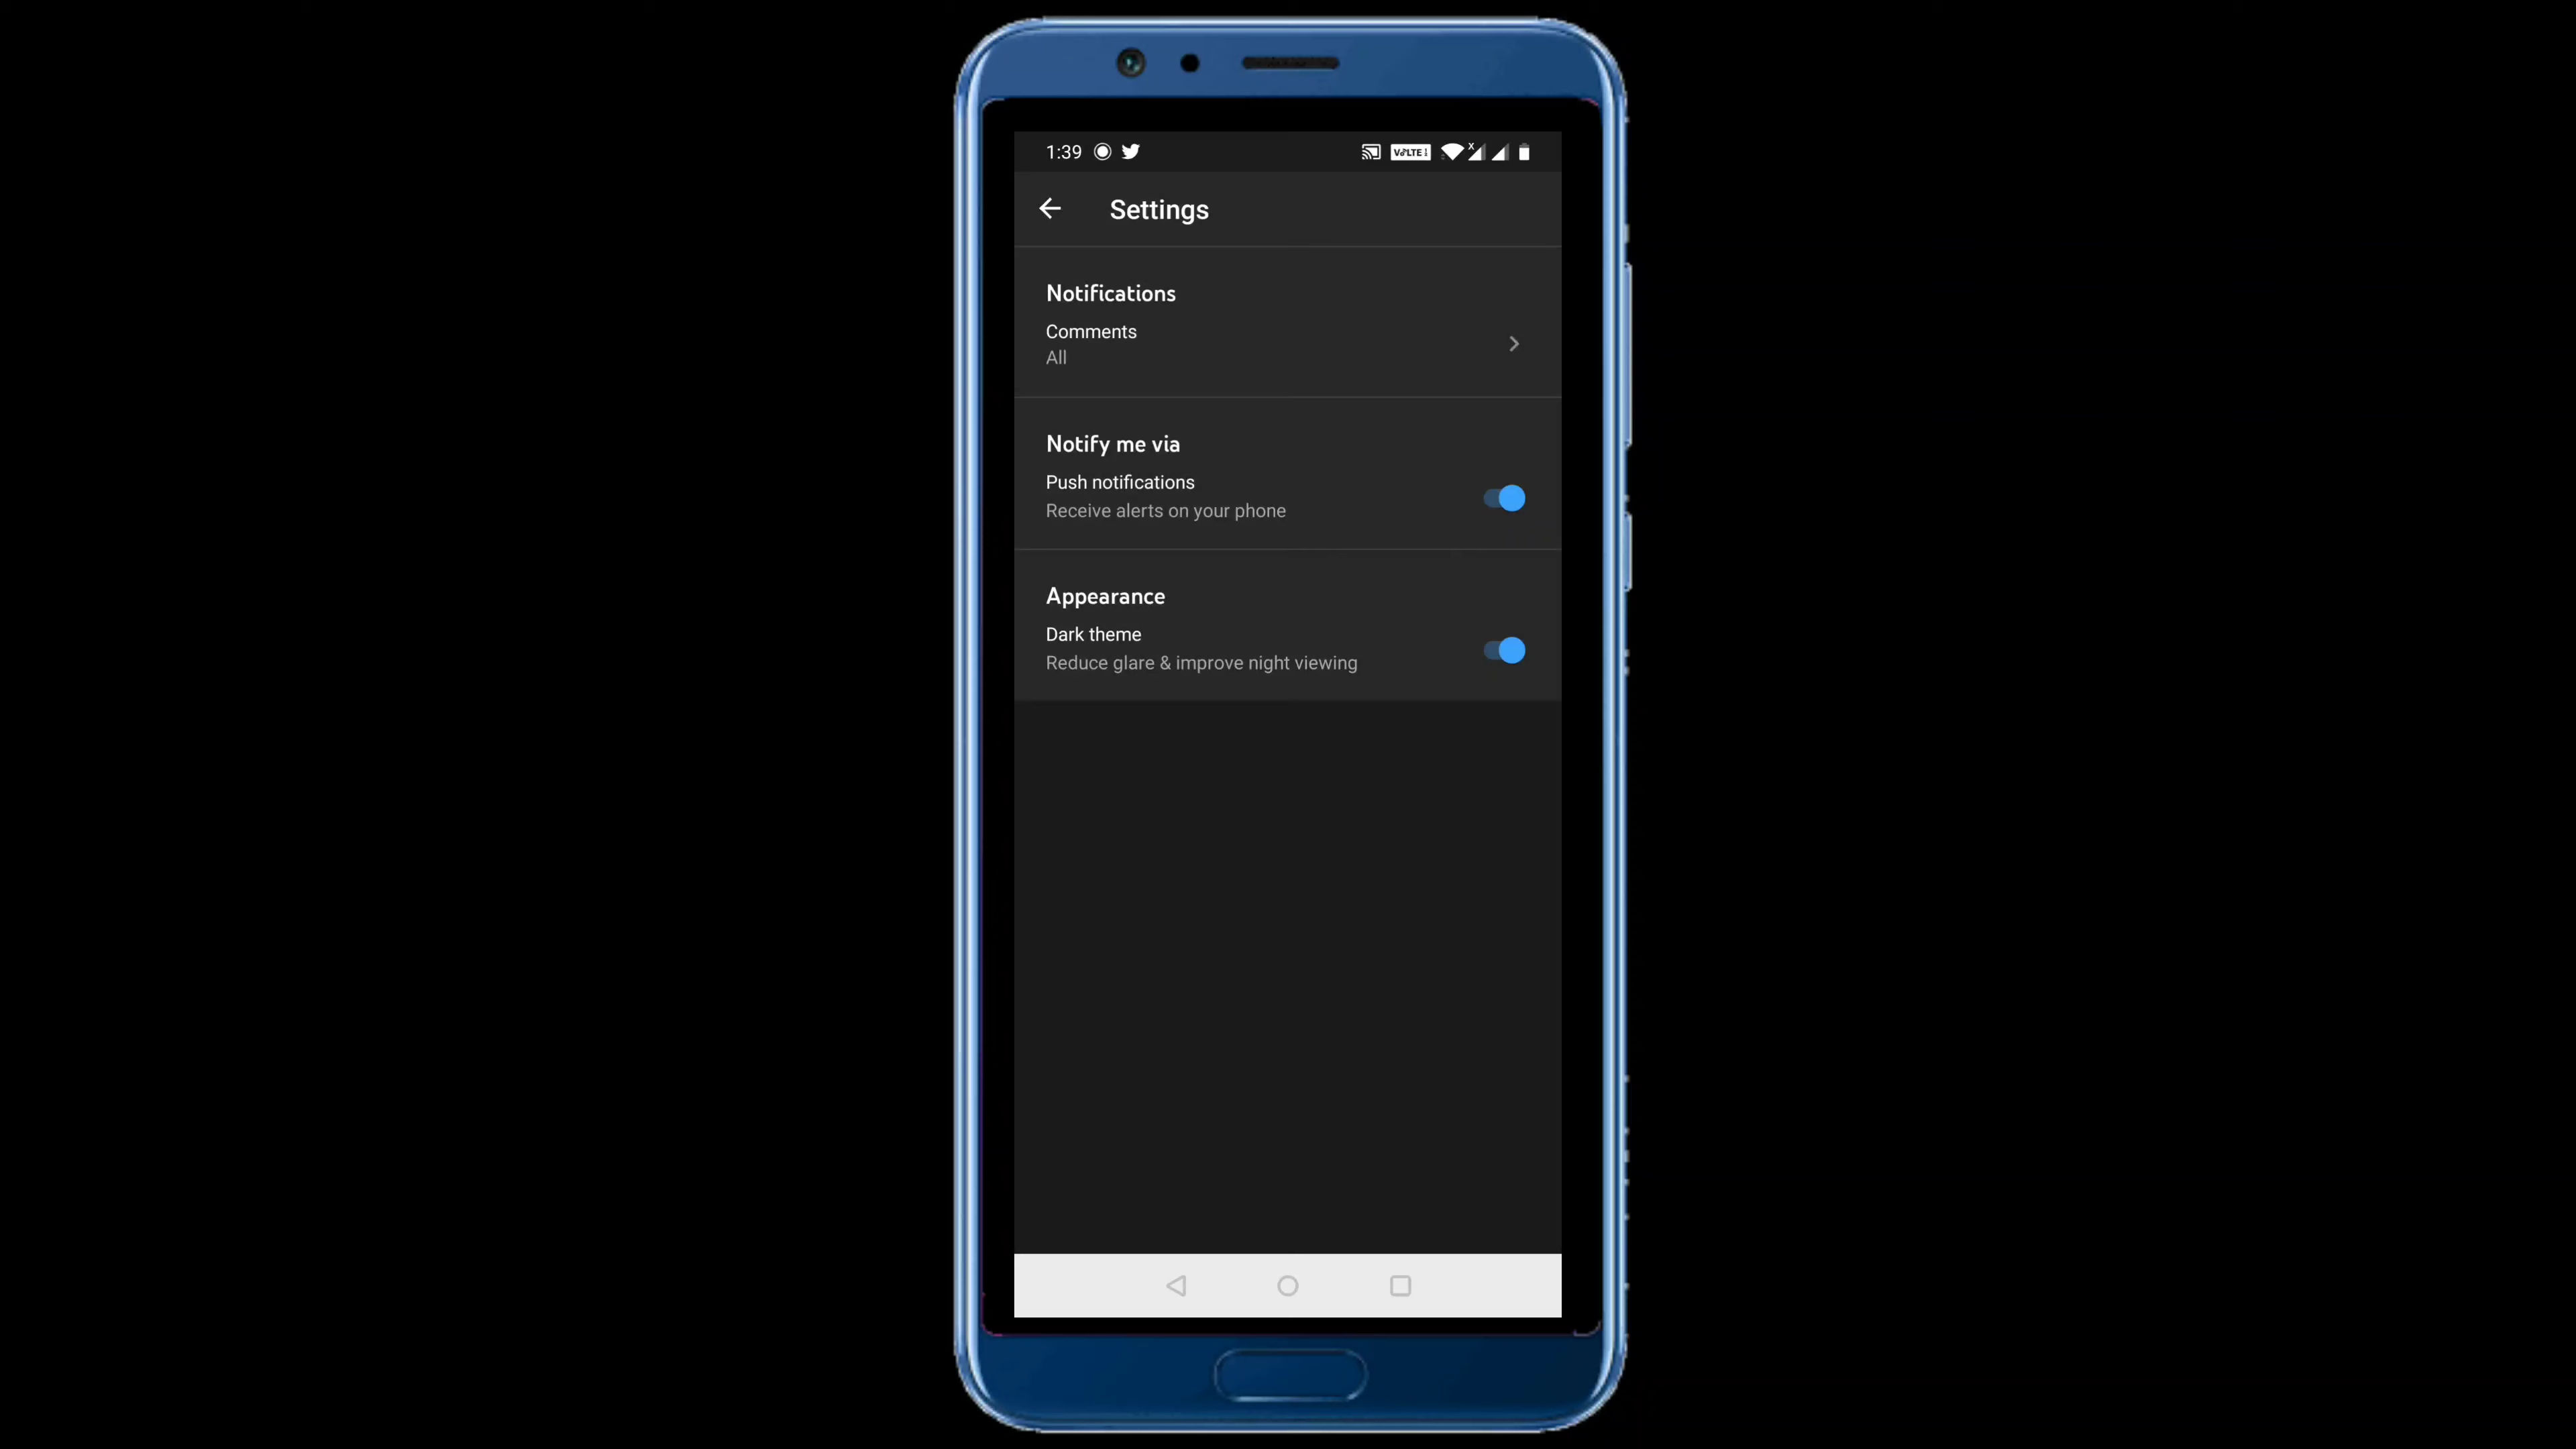 1:39
VoLTE
Settings
Notifications
Comments
All
Notify me via
Push notifications
Receive alerts on your phone
Appearance
Dark theme
Reduce glare & improve night viewing